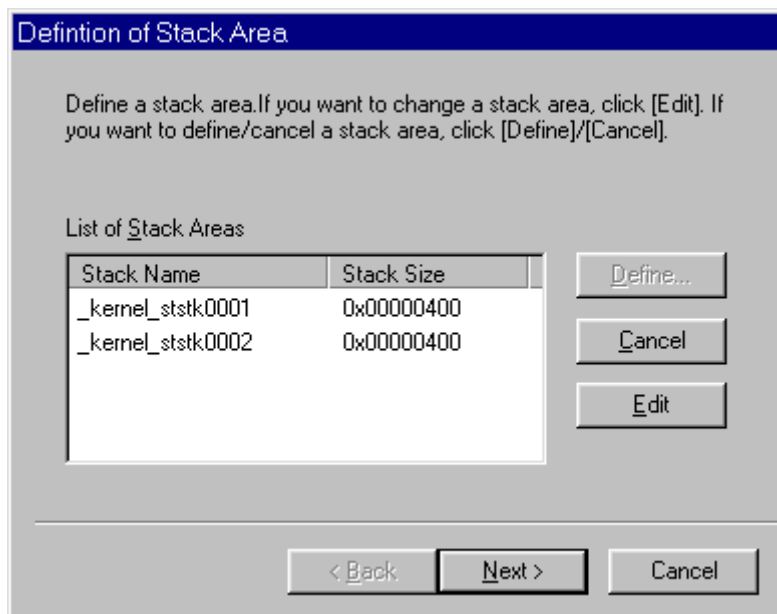 Defintion of Stack Area
Define a stack area.If you want to change a stack area, click [Edit]. If
you want to define/cancel a stack area, click [Define]/[Cancel].
List of Stack Areas
Stack Name Stack Size
_kernel_ststk0001 0x00000400
_kernel_ststk0002 0x00000400
Define...
Cancel
Edit
< Back Next > Cancel